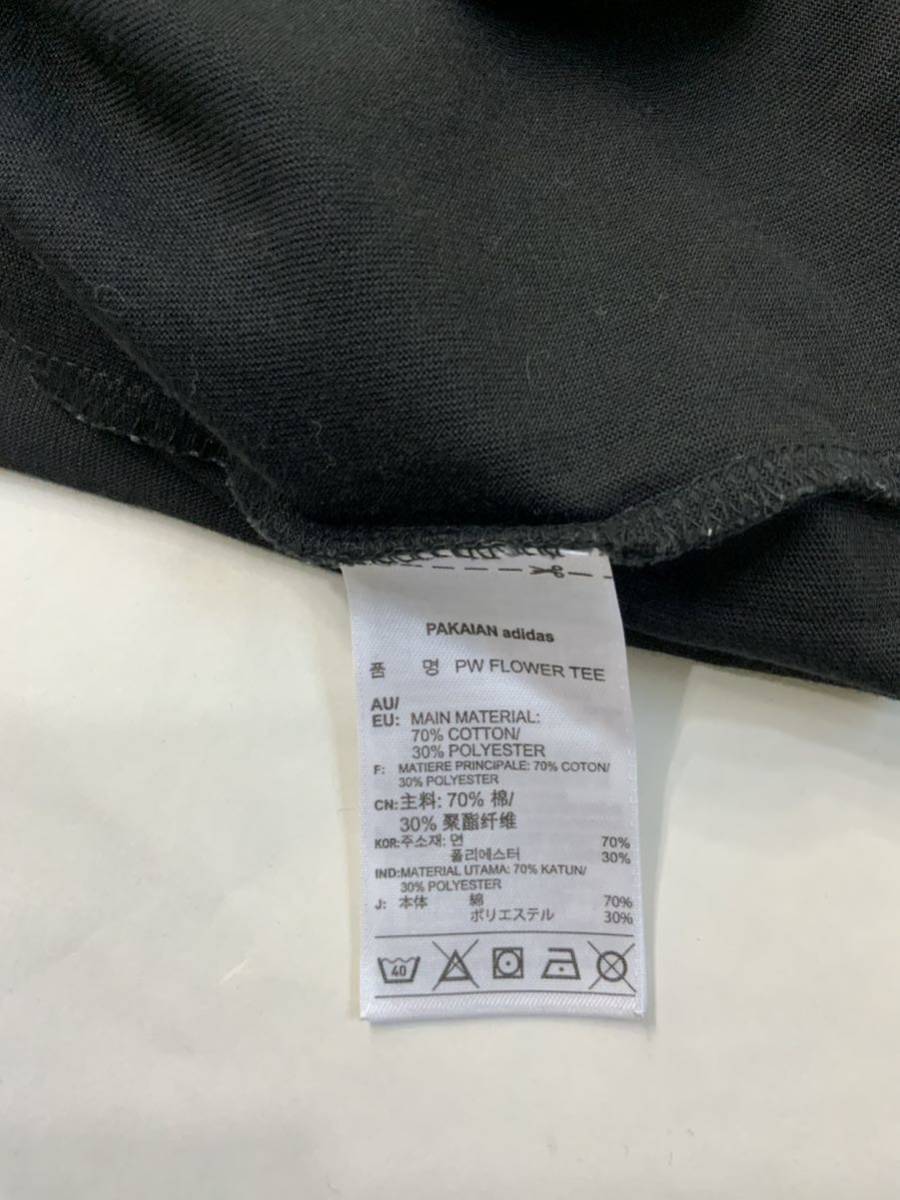 PAKAIAN adidas
품 명 PW FLOWER TEE
AU/
EU: MAIN MATERIAL:
70% COTTON/
30% POLYESTER
F: MATIERE PRINCIPALE: 70% COTON/
30% POLYESTER
CN:主料: 70% 棉/
30% 聚酯纤维
KOR:주소재: 면 70%
폴리에스터 30%
IND:MATERIAL UTAMA: 70% KATUN/
30% POLYESTER
J: 本体 綿 70%
ポリエステル 30%
40